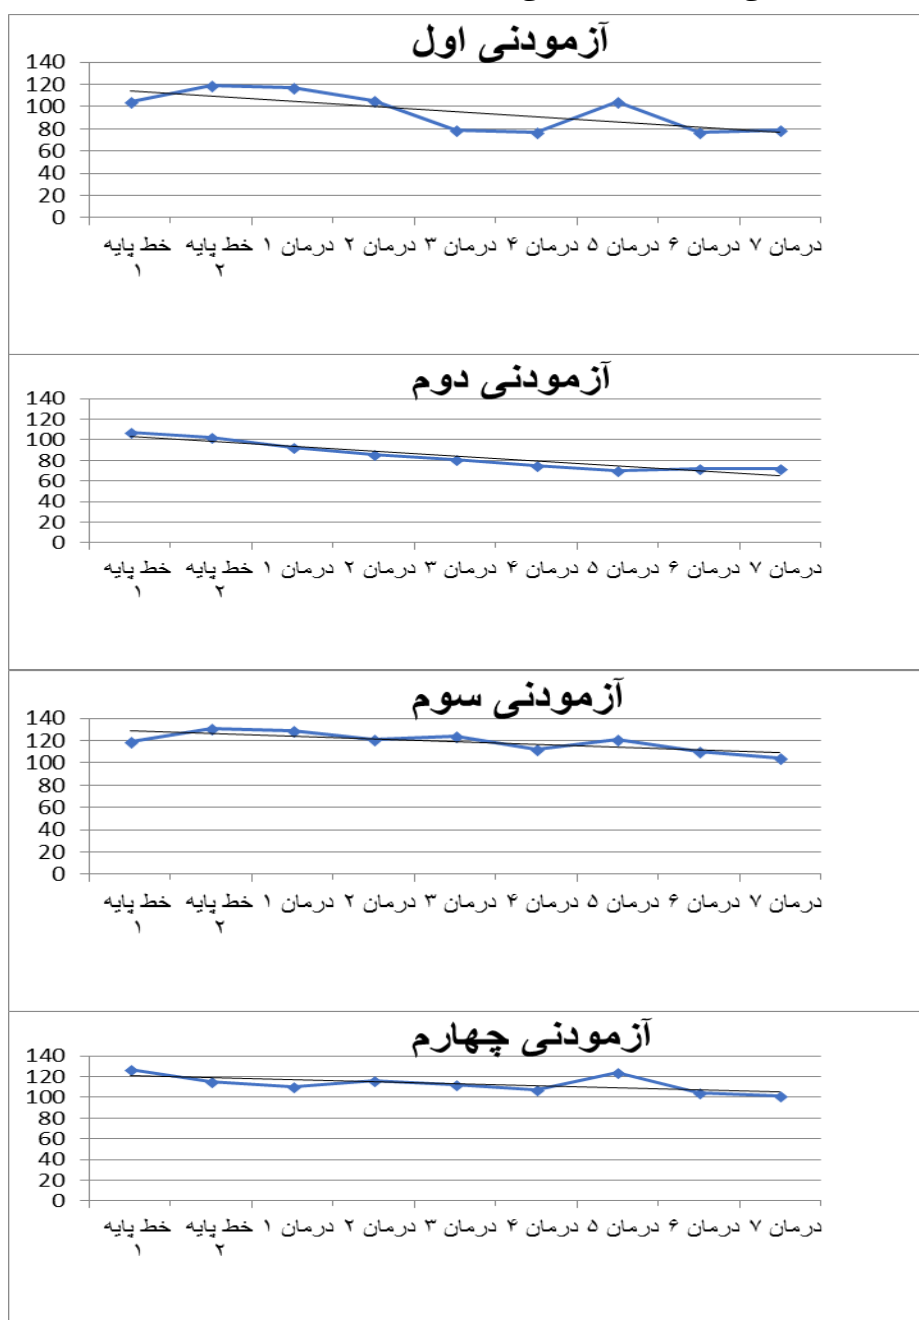 آزمودنی اول
140
120
100
80
60
40
20
0
خط پایه ۱
خط پایه ۲
درمان ۱
درمان ۲
درمان ۳
درمان ۴
درمان ۵
درمان ۶
درمان ۷
آزمودنی دوم
140
120
100
80
60
40
20
0
خط پایه ۱
خط پایه ۲
درمان ۱
درمان ۲
درمان ۳
درمان ۴
درمان ۵
درمان ۶
درمان ۷
آزمودنی سوم
140
120
100
80
60
40
20
0
خط پایه ۱
خط پایه ۲
درمان ۱
درمان ۲
درمان ۳
درمان ۴
درمان ۵
درمان ۶
درمان ۷
آزمودنی چهارم
140
120
100
80
60
40
20
0
خط پایه ۱
خط پایه ۲
درمان ۱
درمان ۲
درمان ۳
درمان ۴
درمان ۵
درمان ۶
درمان ۷